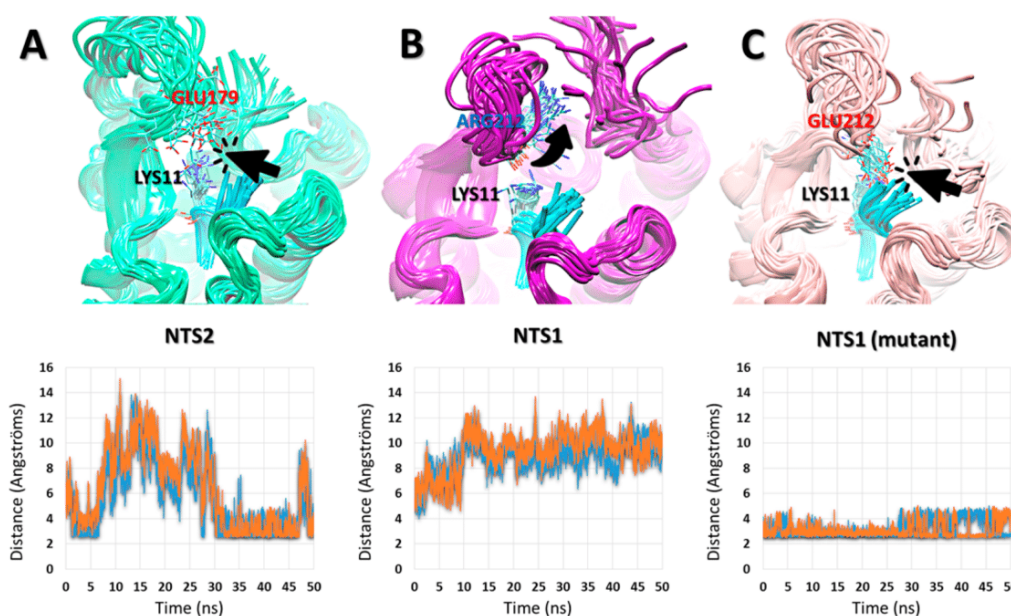 A
B
C
GLU179
ARG212
GLU212
LYS11
LYS11
LYS11
NTS2
NTS1
NTS1 (mutant)
Distance (Angströms)
16
14
12
10
8
6
4
2
0
0 5 10 15 20 25 30 35 40 45 50
Time (ns)
Distance (Angströms)
16
14
12
10
8
6
4
2
0
0 5 10 15 20 25 30 35 40 45 50
Time (ns)
Distance (Angströms)
16
14
12
10
8
6
4
2
0
0 5 10 15 20 25 30 35 40 45 50
Time (ns)